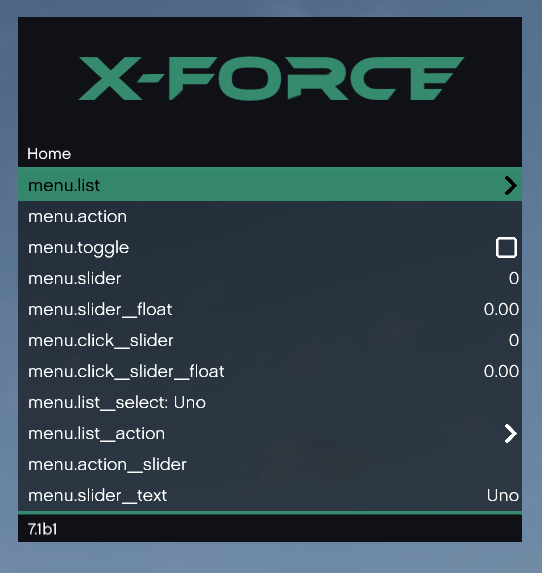 X-FORCE
Home
menu.list
menu.action
menu.toggle
menu.slider 0
menu.slider_float 0.00
menu.click_slider 0
menu.click_slider_float 0.00
menu.list_select: Uno
menu.list_action
menu.action_slider
menu.slider_text Uno
7.1b1